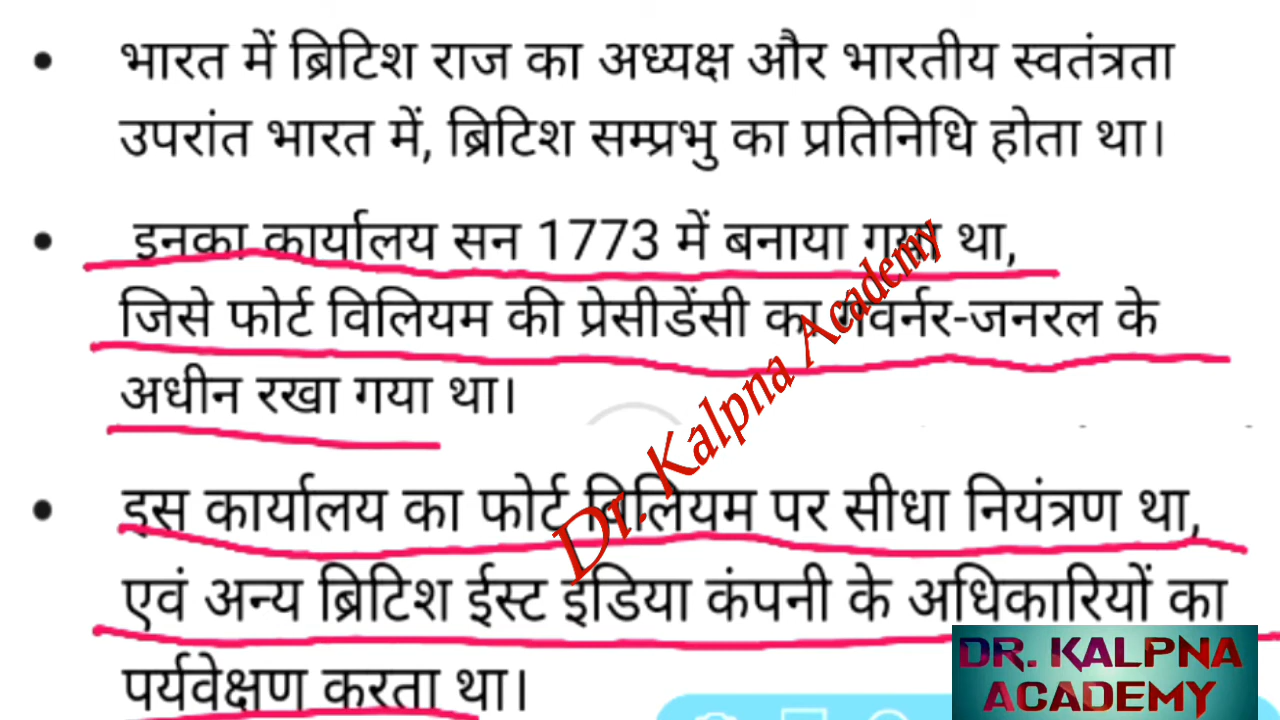 • भारत में ब्रिटिश राज का अध्यक्ष और भारतीय स्वतंत्रता
उपरांत भारत में, ब्रिटिश सम्प्रभु का प्रतिनिधि होता था।
• इनका कार्यालय सन 1773 में बनाया गया था,
जिसे फोर्ट विलियम की प्रेसीडेंसी का गवर्नर-जनरल के
अधीन रखा गया था।
• इस कार्यालय का फोर्ट विलियम पर सीधा नियंत्रण था,
एवं अन्य ब्रिटिश ईस्ट इंडिया कंपनी के अधिकारियों का
पर्यवेक्षण करता था।
Dr. Kalpna Academy
DR. KALPNA
ACADEMY